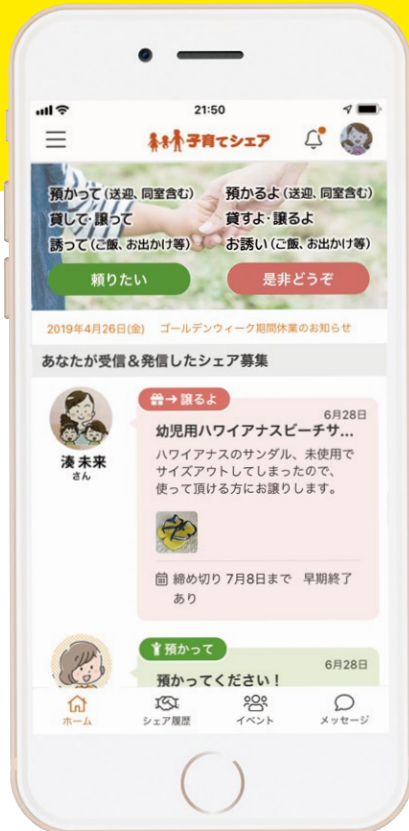 21:50
子育てシェア
預かって(送迎、同室含む)
貸して・譲って
誘って(ご飯、お出かけ等)
預かるよ(送迎、同室含む)
貸すよ・譲るよ
お誘い(ご飯、お出かけ等)
頼りたい
是非どうぞ
2019年4月26日(金) ゴールデンウィーク期間休業のお知らせ
あなたが受信&発信したシェア募集
湊 未来
さん
譲るよ
6月28日
幼児用ハワイアナスビーチサ...
ハワイアナスのサンダル、未使用で
サイズアウトしてしまったので、
使って頂ける方にお譲りします。
締め切り 7月8日まで 早期終了
あり
預かって
6月28日
預かってください!
ホーム
シェア履歴
イベント
メッセージ